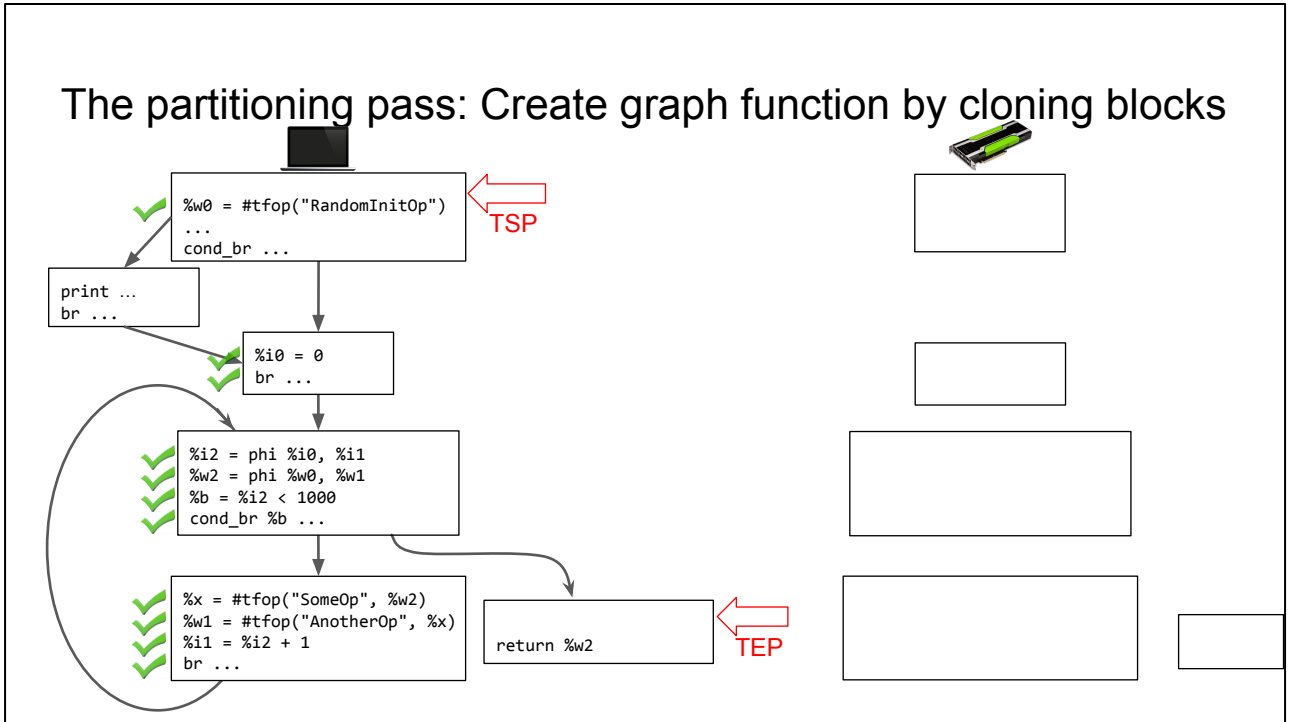 The partitioning pass: Create graph function by cloning blocks
%w0 = #tfop("RandomInitOp")
...
cond_br ...
TSP
print ...
br ...
%i0 = 0
br ...
%i2 = phi %i0, %i1
%w2 = phi %w0, %w1
%b = %i2 < 1000
cond_br %b ...
%x = #tfop("SomeOp", %w2)
%w1 = #tfop("AnotherOp", %x)
%i1 = %i2 + 1
br ...
return %w2
TEP